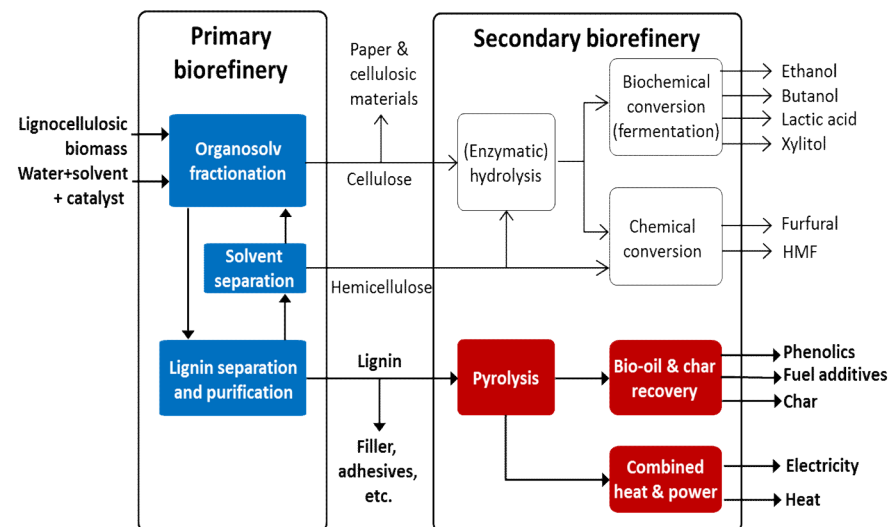 Primary
biorefinery
Secondary biorefinery
Paper &
cellulosic
materials
Lignocellulosic
biomass
Water+solvent
+ catalyst
Organosolv
fractionation
Cellulose
(Enzymatic)
hydrolysis
Biochemical
conversion
(fermentation)
Ethanol
Butanol
Lactic acid
Xylitol
Solvent
separation
Hemicellulose
Chemical
conversion
Furfural
HMF
Lignin separation
and purification
Lignin
Filler,
adhesives,
etc.
Pyrolysis
Bio-oil & char
recovery
Phenolics
Fuel additives
Char
Combined
heat & power
Electricity
Heat